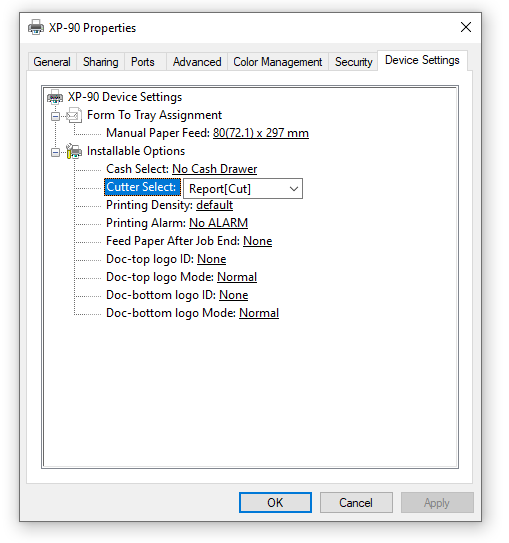 XP-90 Properties
General Sharing Ports Advanced Color Management Security Device Settings
XP-90 Device Settings
Form To Tray Assignment
Manual Paper Feed: 80(72.1) x 297 mm
Installable Options
Cash Select: No Cash Drawer
Cutter Select: Report[Cut]
Printing Density: default
Printing Alarm: No ALARM
Feed Paper After Job End: None
Doc-top logo ID: None
Doc-top logo Mode: Normal
Doc-bottom logo ID: None
Doc-bottom logo Mode: Normal
OK Cancel Apply